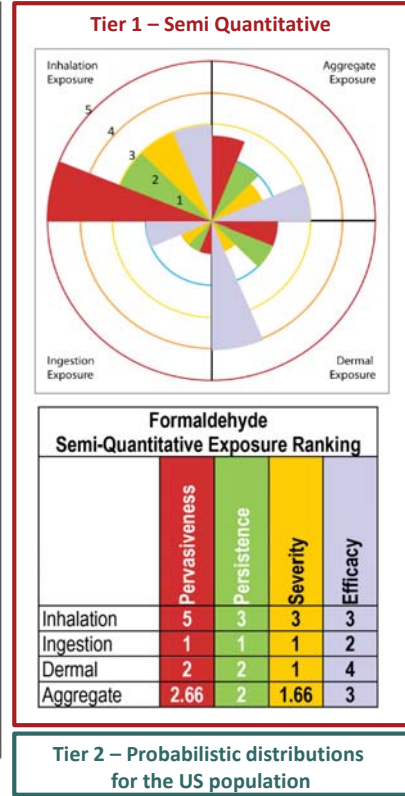 Tier 1 – Semi Quantitative
Inhalation
Exposure
Aggregate
Exposure
5
4
3
2
1
Ingestion
Exposure
Dermal
Exposure
Formaldehyde
Semi-Quantitative Exposure Ranking
Pervasiveness Persistence Severity Efficacy
Inhalation 5 3 3 3
Ingestion 1 1 1 2
Dermal 2 2 1 4
Aggregate 2.66 2 1.66 3
Tier 2 – Probabilistic distributions
for the US population